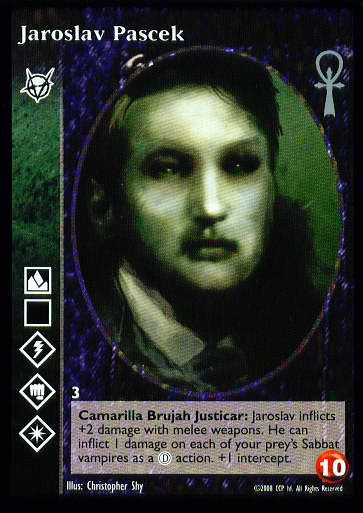 Jaroslav Pascek
3
Camarilla Brujah Justicar: Jaroslav inflicts
+2 damage with melee weapons. He can
inflict 1 damage on each of your prey's Sabbat
vampires as a Ⓓ action. +1 intercept.
10
Illus: Christopher Shy
©2008 CCP hf. All Rights Reserved